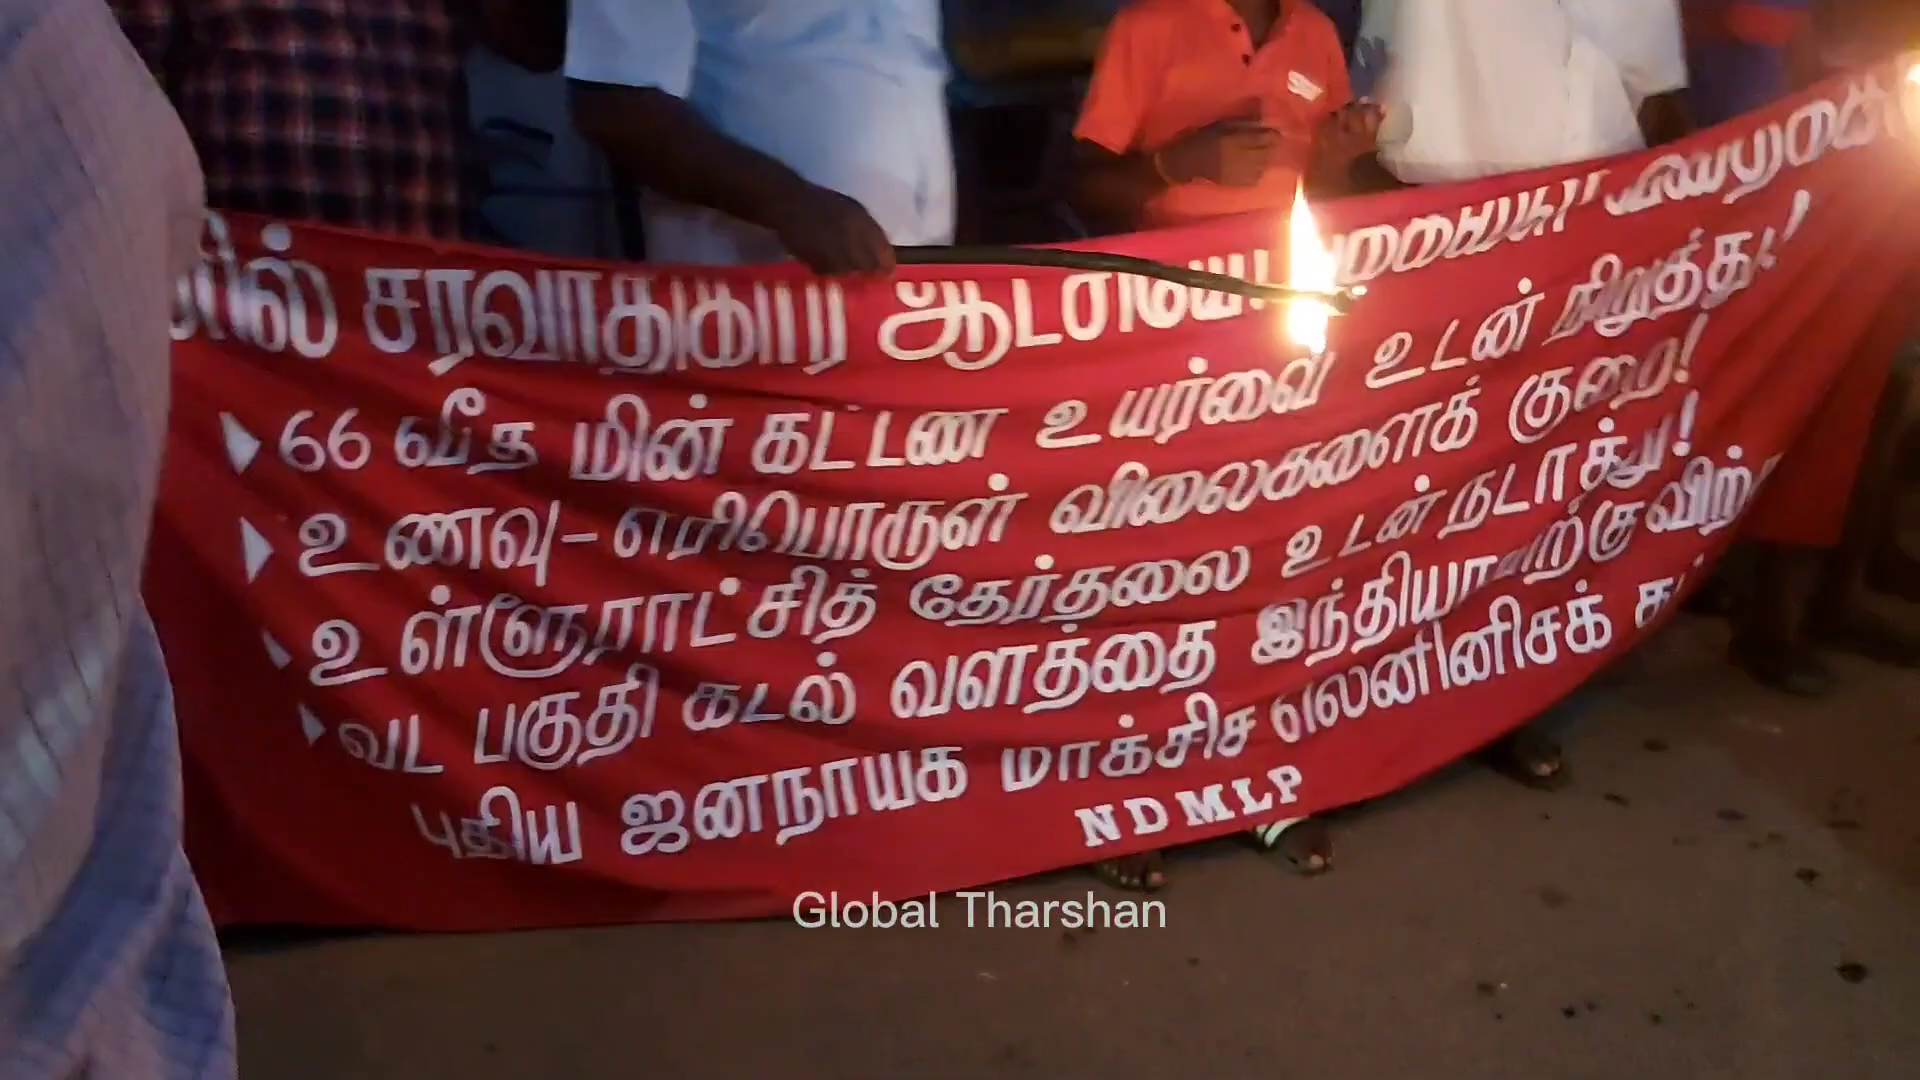 சர்வாதிகார ஆட்சியே!
66 வீத மின் கட்டண உயர்வை உடன் நிறுத்து!
உணவு-எரிபொருள் விலைகளைக் குறை!
உள்ளூராட்சித் தேர்தலை உடன் நடாத்து!
வட பகுதி கடல் வளத்தை இந்தியாவிற்கு
புதிய ஜனநாயக மாக்சிச லெனினிசக்
NDMLP
Global Tharshan